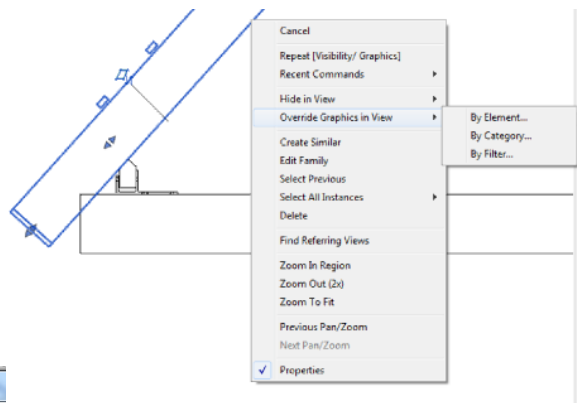 Cancel
Repeat [Visibility/ Graphics]
Recent Commands
Hide in View
Override Graphics in View
By Element...
By Category...
By Filter...
Create Similar
Edit Family
Select Previous
Select All Instances
Delete
Find Referring Views
Zoom In Region
Zoom Out (2x)
Zoom To Fit
Previous Pan/Zoom
Next Pan/Zoom
Properties